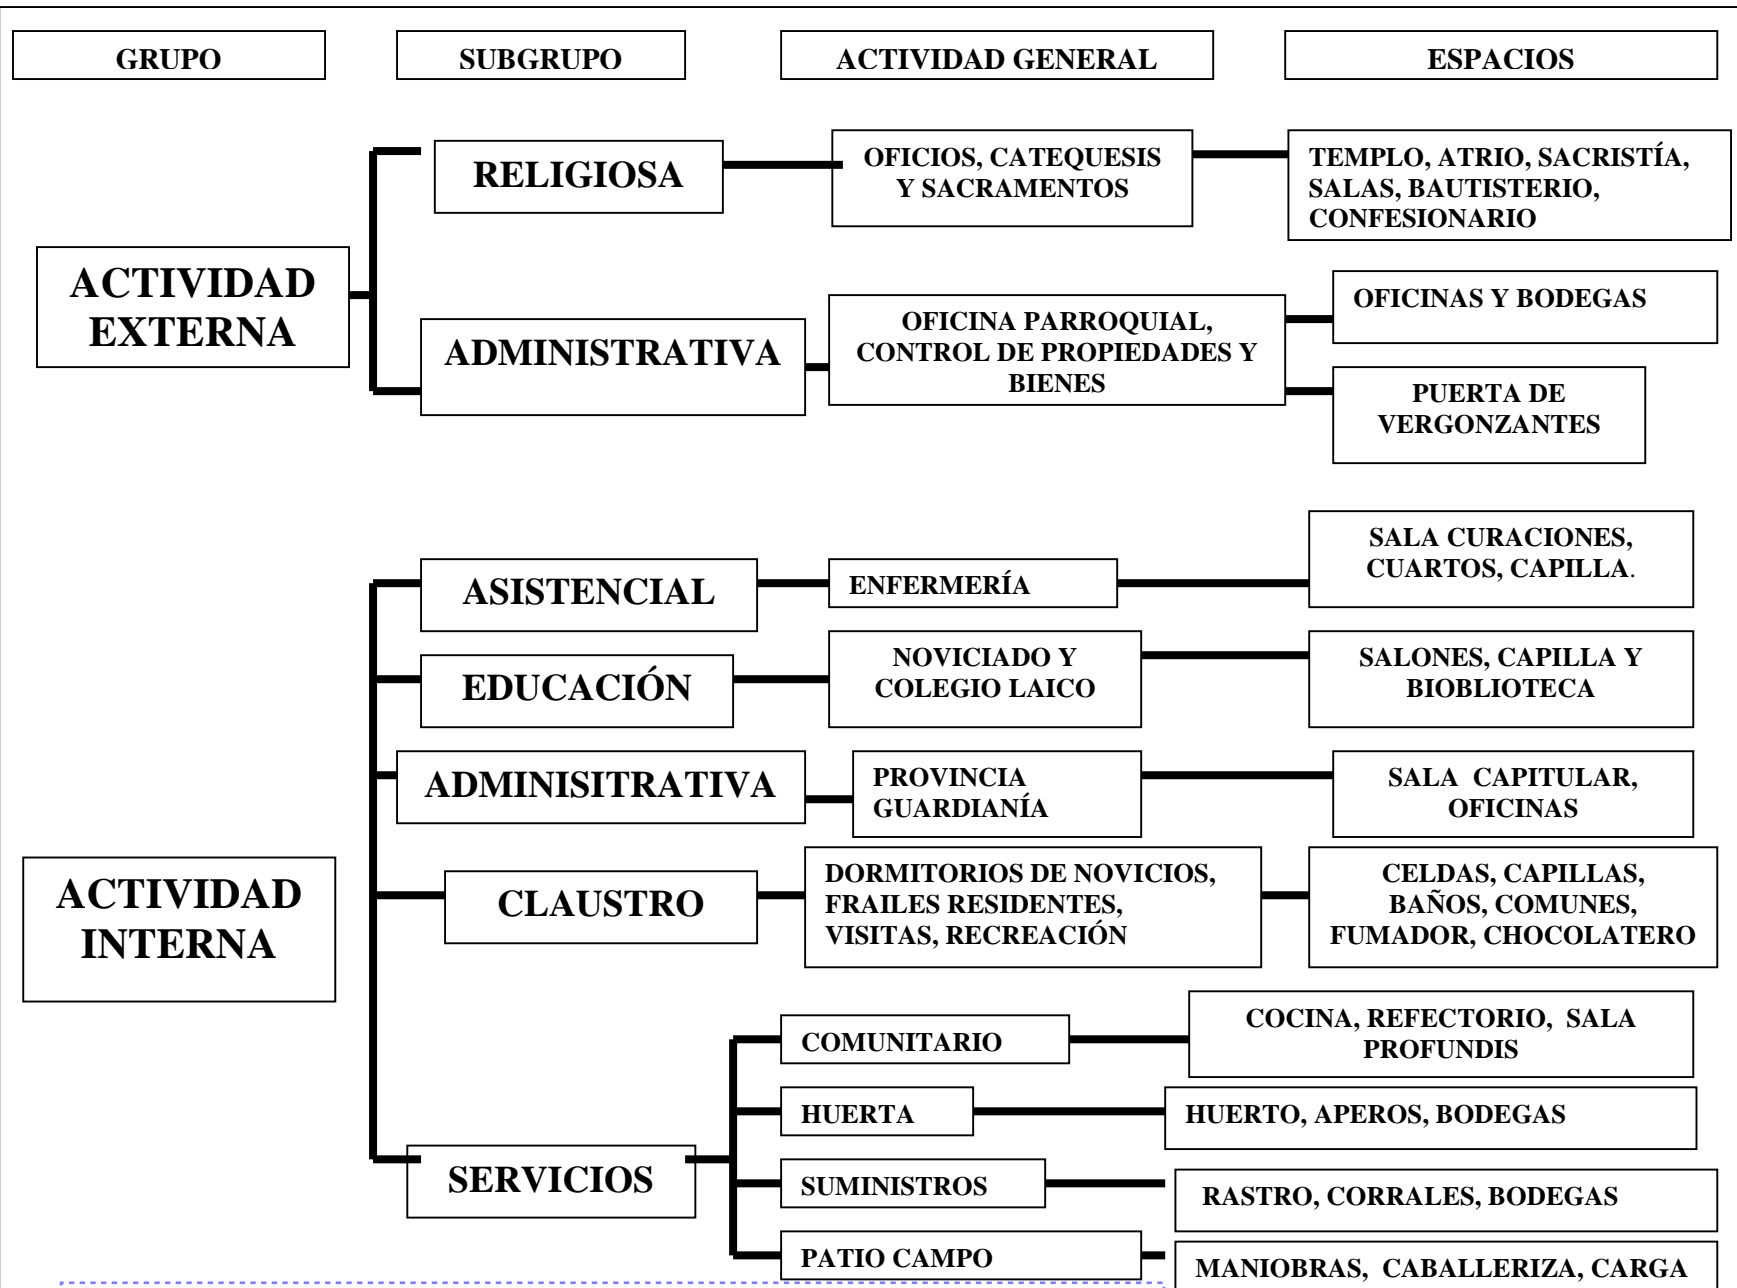 GRUPO
SUBGRUPO
ACTIVIDAD GENERAL
ESPACIOS
ACTIVIDAD
EXTERNA
RELIGIOSA
OFICIOS, CATEQUESIS
Y SACRAMENTOS
TEMPLO, ATRIO, SACRISTÍA,
SALAS, BAUTISTERIO,
CONFESIONARIO
ADMINISTRATIVA
OFICINA PARROQUIAL,
CONTROL DE PROPIEDADES Y
BIENES
OFICINAS Y BODEGAS
PUERTA DE
VERGONZANTES
ACTIVIDAD
INTERNA
ASISTENCIAL
ENFERMERÍA
SALA CURACIONES,
CUARTOS, CAPILLA.
EDUCACIÓN
NOVICIADO Y
COLEGIO LAICO
SALONES, CAPILLA Y
BIOBLIOTECA
ADMINISITRATIVA
PROVINCIA
GUARDIANÍA
SALA CAPITULAR,
OFICINAS
CLAUSTRO
DORMITORIOS DE NOVICIOS,
FRAILES RESIDENTES,
VISITAS, RECREACIÓN
CELDAS, CAPILLAS,
BAÑOS, COMUNES,
FUMADOR, CHOCOLATERO
SERVICIOS
COMUNITARIO
COCINA, REFECTORIO, SALA
PROFUNDIS
HUERTA
HUERTO, APEROS, BODEGAS
SUMINISTROS
RASTRO, CORRALES, BODEGAS
PATIO CAMPO
MANIOBRAS, CABALLERIZA, CARGA